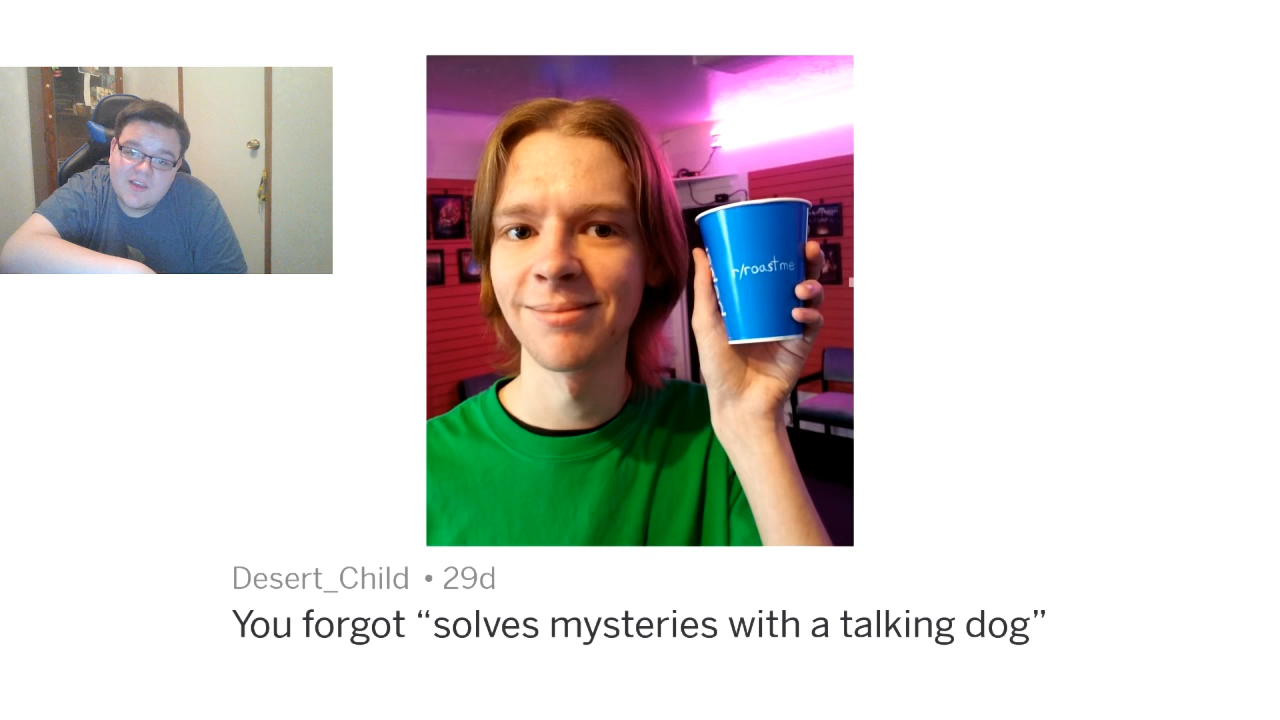 r/roastme
Desert_Child • 29d
You forgot “solves mysteries with a talking dog”